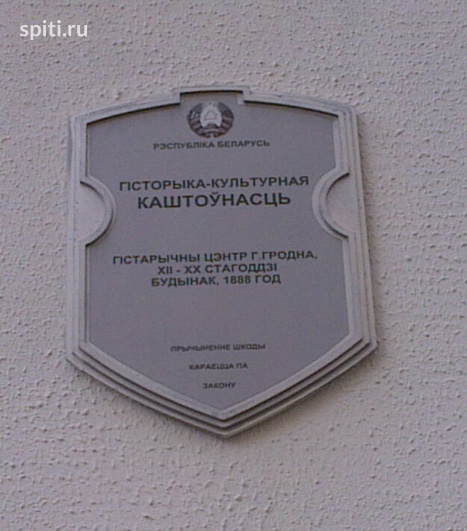 spiti.ru
РЭСПУБЛІКА БЕЛАРУСЬ
ГІСТОРЫКА-КУЛЬТУРНАЯ
КАШТОЎНАСЦЬ
ГІСТАРЫЧНЫ ЦЭНТР Г.ГРОДНА,
XII - XX СТАГОДДЗІ
БУДЫНАК, 1888 ГОД
ПРЫЧЫНЕННЕ ШКОДЫ
КАРАЕЦЦА ПА
ЗАКОНУ